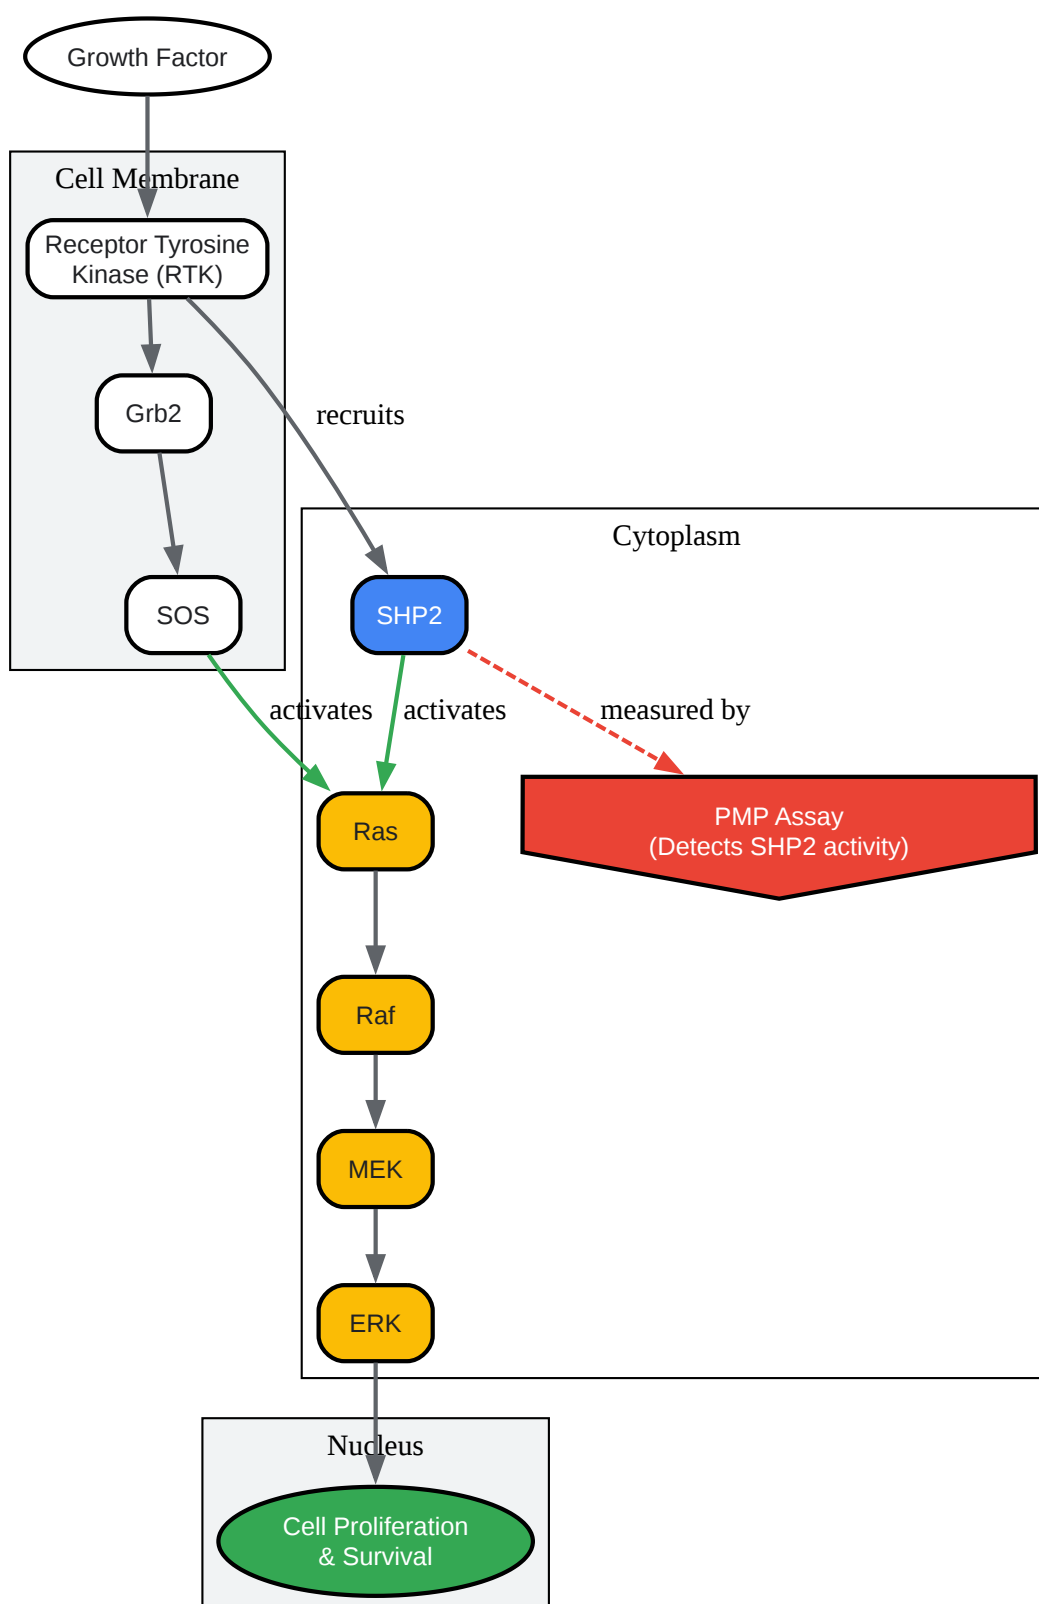 Growth Factor
Cell Membrane
Receptor Tyrosine
Kinase (RTK)
Grb2
recruits
Cytoplasm
SOS
SHP2
activates
activates
measured by
Ras
PMP Assay
(Detects SHP2 activity)
Raf
MEK
ERK
Nucleus
Cell Proliferation
& Survival